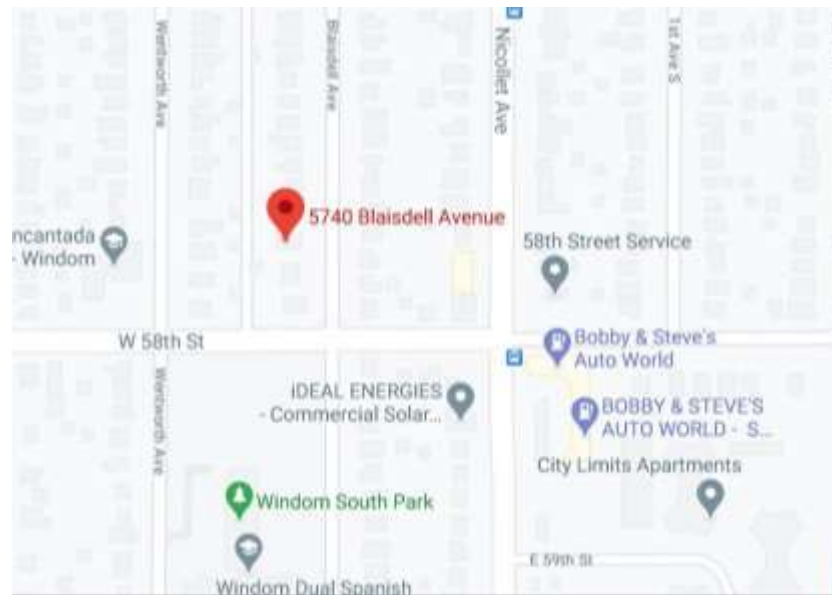 Wentworth Ave
Blaisdell Ave
Nicollet Ave
1st Ave S
5740 Blaisdell Avenue
ncantada
- Windom
58th Street Service
W 58th St
Bobby & Steve's
Auto World
Wentworth Ave
iDEAL ENERGIES
- Commercial Solar...
BOBBY & STEVE'S
AUTO WORLD - S...
City Limits Apartments
Windom South Park
E 59th St
Windom Dual Spanish